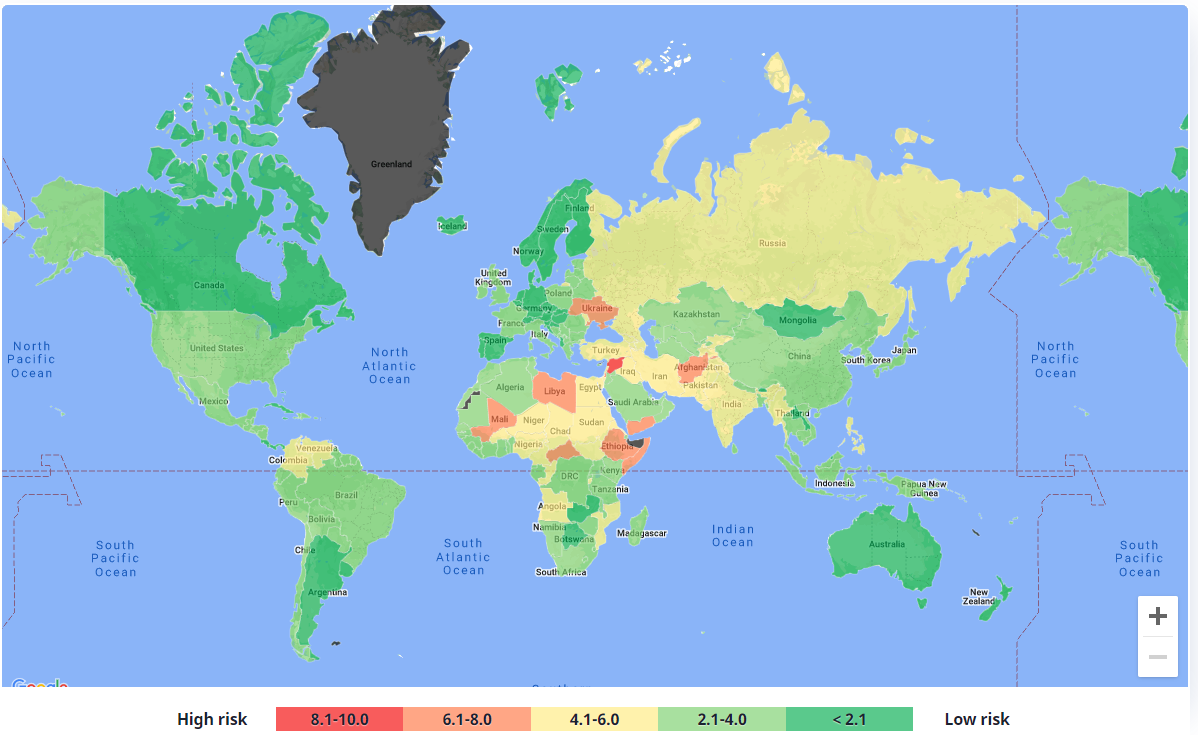 Greenland
Iceland
Finland
Sweden
Norway
Russia
Canada
United
Kingdom
Poland
Germany
Ukraine
Kazakhstan
Mongolia
France
Italy
Spain
North
Pacific
Ocean
United States
North
Atlantic
Ocean
Turkey
China
South Korea
Japan
North
Pacific
Ocean
Iraq
Iran
Afghanistan
Pakistan
Algeria
Libya
Egypt
Saudi Arabia
India
Thailand
Mexico
Mali
Niger
Chad
Sudan
Nigeria
Ethiopia
Venezuela
Colombia
DRC
Kenya
Tanzania
Indonesia
Papua New
Guinea
Peru
Brazil
Bolivia
Angola
Namibia
Botswana
Madagascar
Indian
Ocean
Australia
South
Pacific
Ocean
Chile
South
Atlantic
Ocean
South Africa
South
Pacific
Ocean
Argentina
New
Zealand
+
−
Google
High risk
8.1-10.0
6.1-8.0
4.1-6.0
2.1-4.0
< 2.1
Low risk